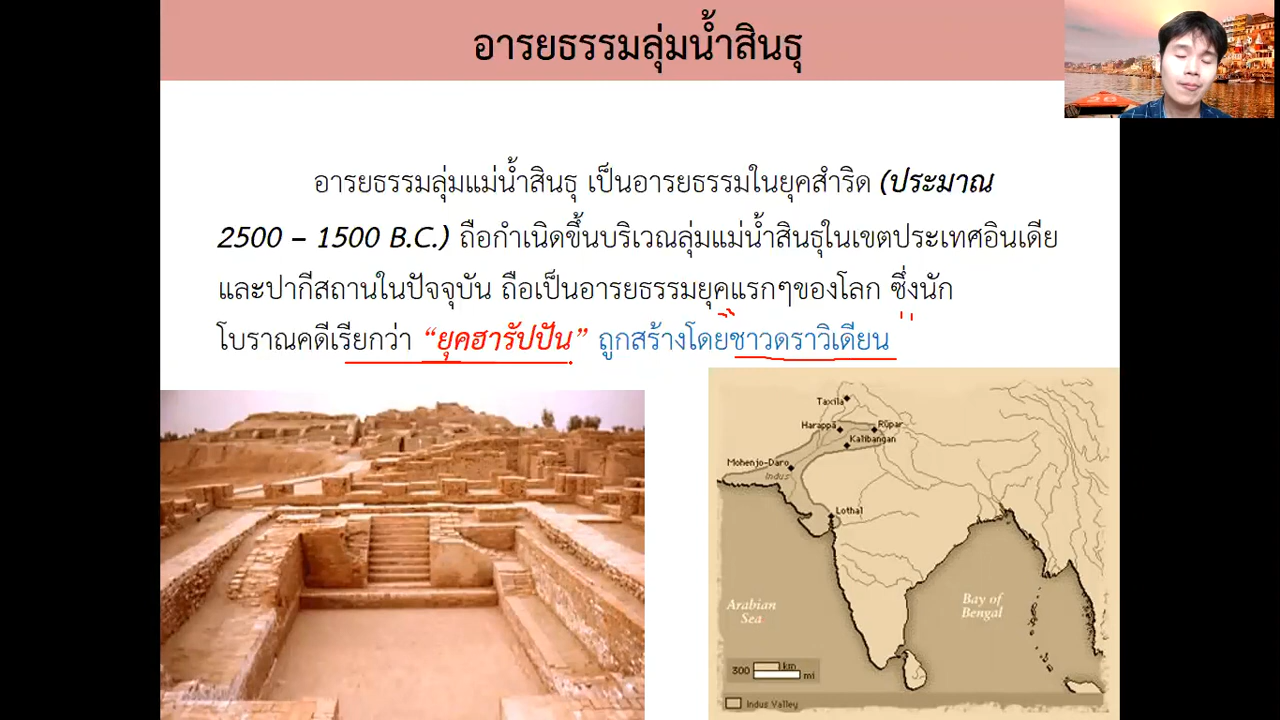 อารยธรรมลุ่มน้ำสินธุ
อารยธรรมลุ่มแม่น้ำสินธุ เป็นอารยธรรมในยุคสำริด (ประมาณ
2500 – 1500 B.C.) ถือกำเนิดขึ้นบริเวณลุ่มแม่น้ำสินธุในเขตประเทศอินเดีย
และปากีสถานในปัจจุบัน ถือเป็นอารยธรรมยุคแรกๆของโลก ซึ่งนัก
โบราณคดีเรียกว่า “ยุคฮารัปปัน” ถูกสร้างโดยชาวดราวิเดียน
Taxila
Harappa
Rūpar
Kalibangan
Mohenjo-Daro
Indus
Lothal
Arabian
Sea
Bay of
Bengal
300 km
mi
Indus Valley